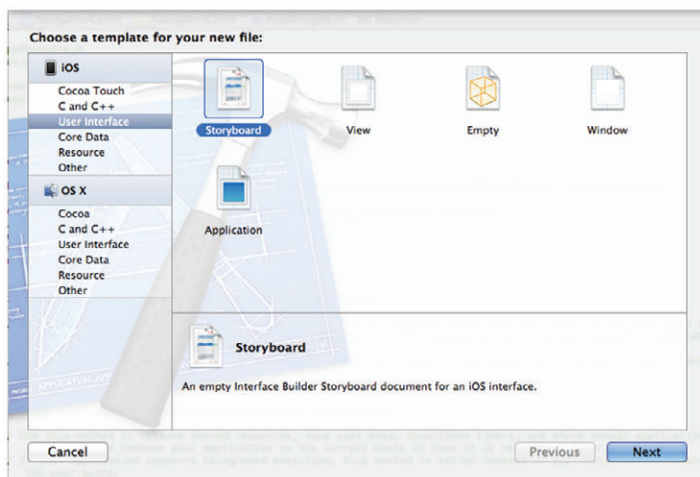 Choose a template for your new file:
iOS
Cocoa Touch
C and C++
User Interface
Core Data
Resource
Other
OS X
Cocoa
C and C++
User Interface
Core Data
Resource
Other
Storyboard
View
Empty
Window
Application
Storyboard
An empty Interface Builder Storyboard document for an iOS interface.
Cancel
Previous
Next